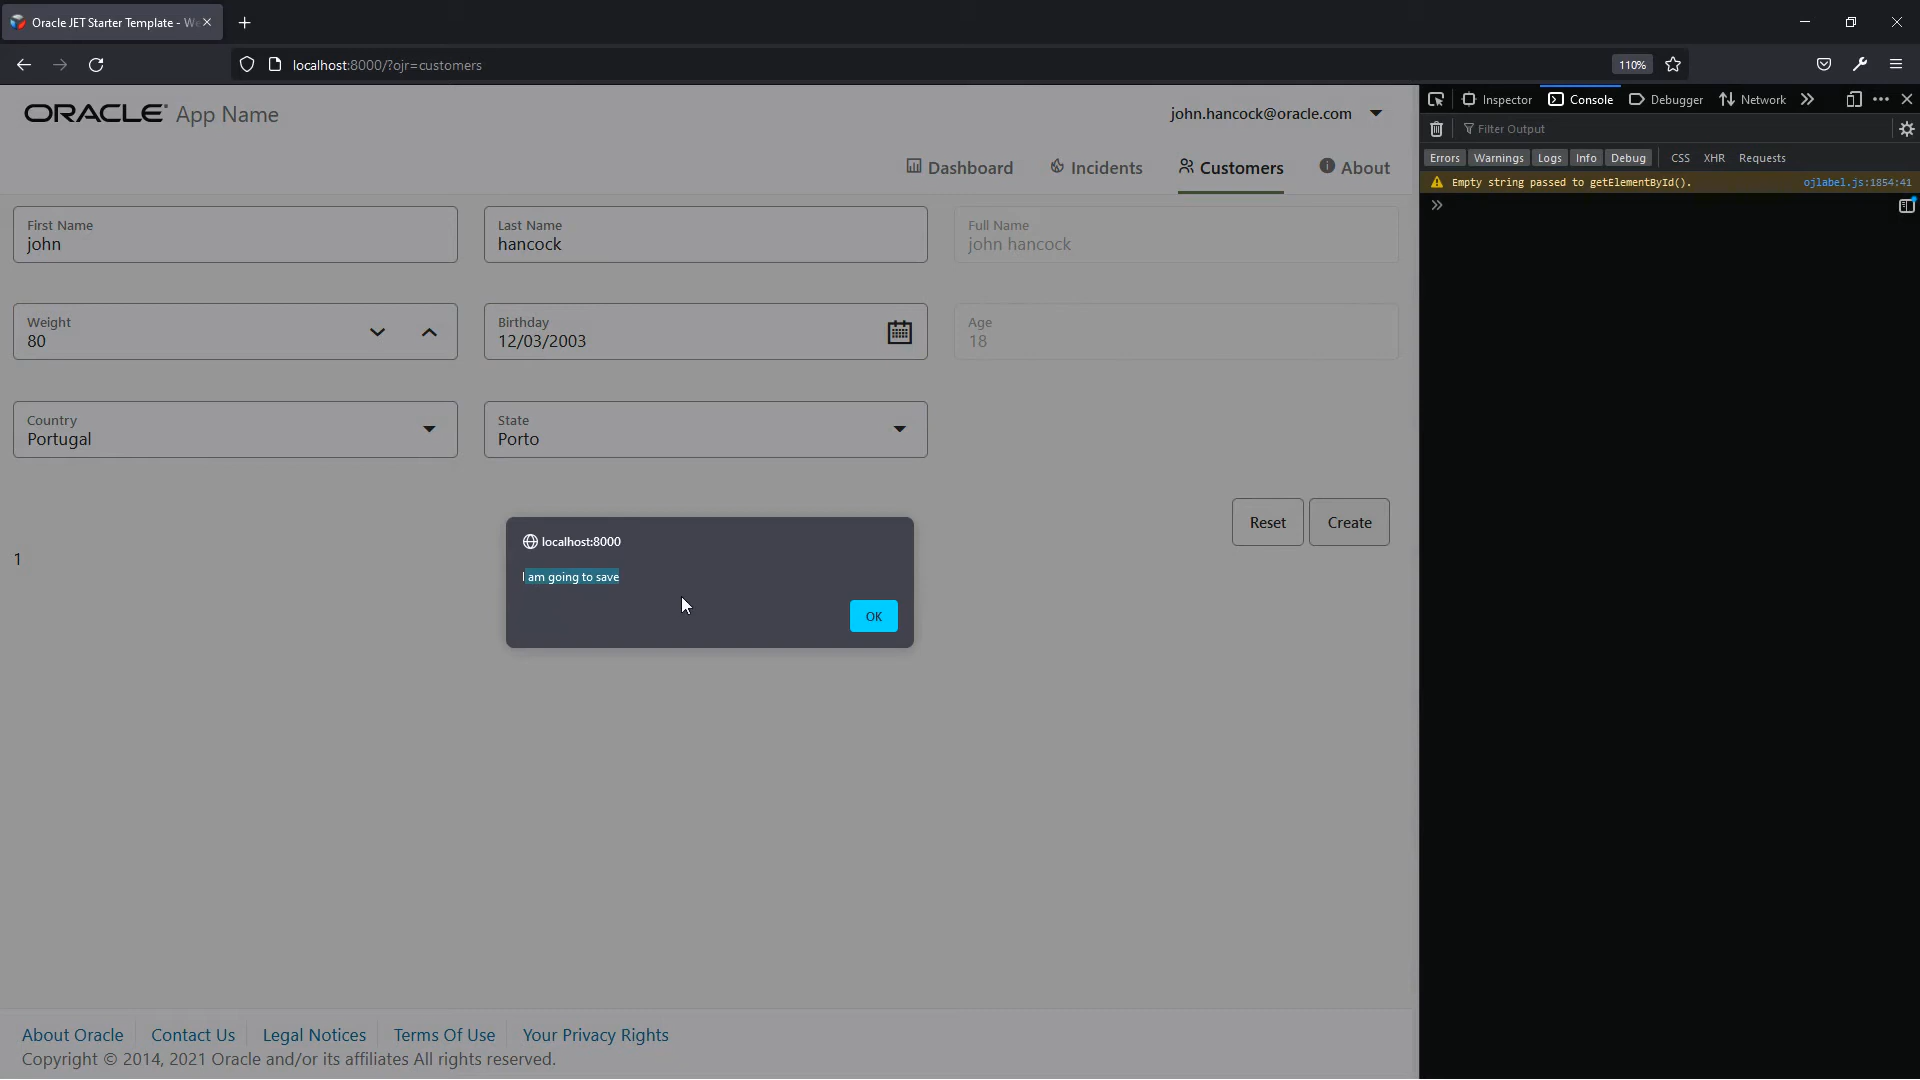 Oracle JET Starter Template - We
localhost:8000/?ojr=customers
110%
ORACLE App Name
john.hancock@oracle.com
Dashboard
Incidents
Customers
About
First Name
john
Last Name
hancock
Full Name
john hancock
Weight
80
Birthday
12/03/2003
Age
18
Country
Portugal
State
Porto
Reset
Create
1
localhost:8000
I am going to save
OK
About Oracle
Contact Us
Legal Notices
Terms Of Use
Your Privacy Rights
Copyright © 2014, 2021 Oracle and/or its affiliates All rights reserved.
Inspector
Console
Debugger
Network
Filter Output
Errors
Warnings
Logs
Info
Debug
CSS
XHR
Requests
Empty string passed to getElementById().
ojlabel.js:1854:41